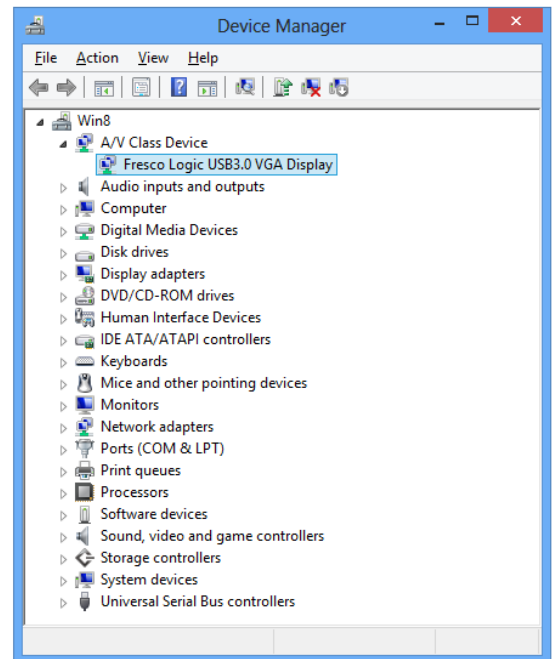 Device Manager
File Action View Help
Win8
A/V Class Device
Fresco Logic USB3.0 VGA Display
Audio inputs and outputs
Computer
Digital Media Devices
Disk drives
Display adapters
DVD/CD-ROM drives
Human Interface Devices
IDE ATA/ATAPI controllers
Keyboards
Mice and other pointing devices
Monitors
Network adapters
Ports (COM & LPT)
Print queues
Processors
Software devices
Sound, video and game controllers
Storage controllers
System devices
Universal Serial Bus controllers